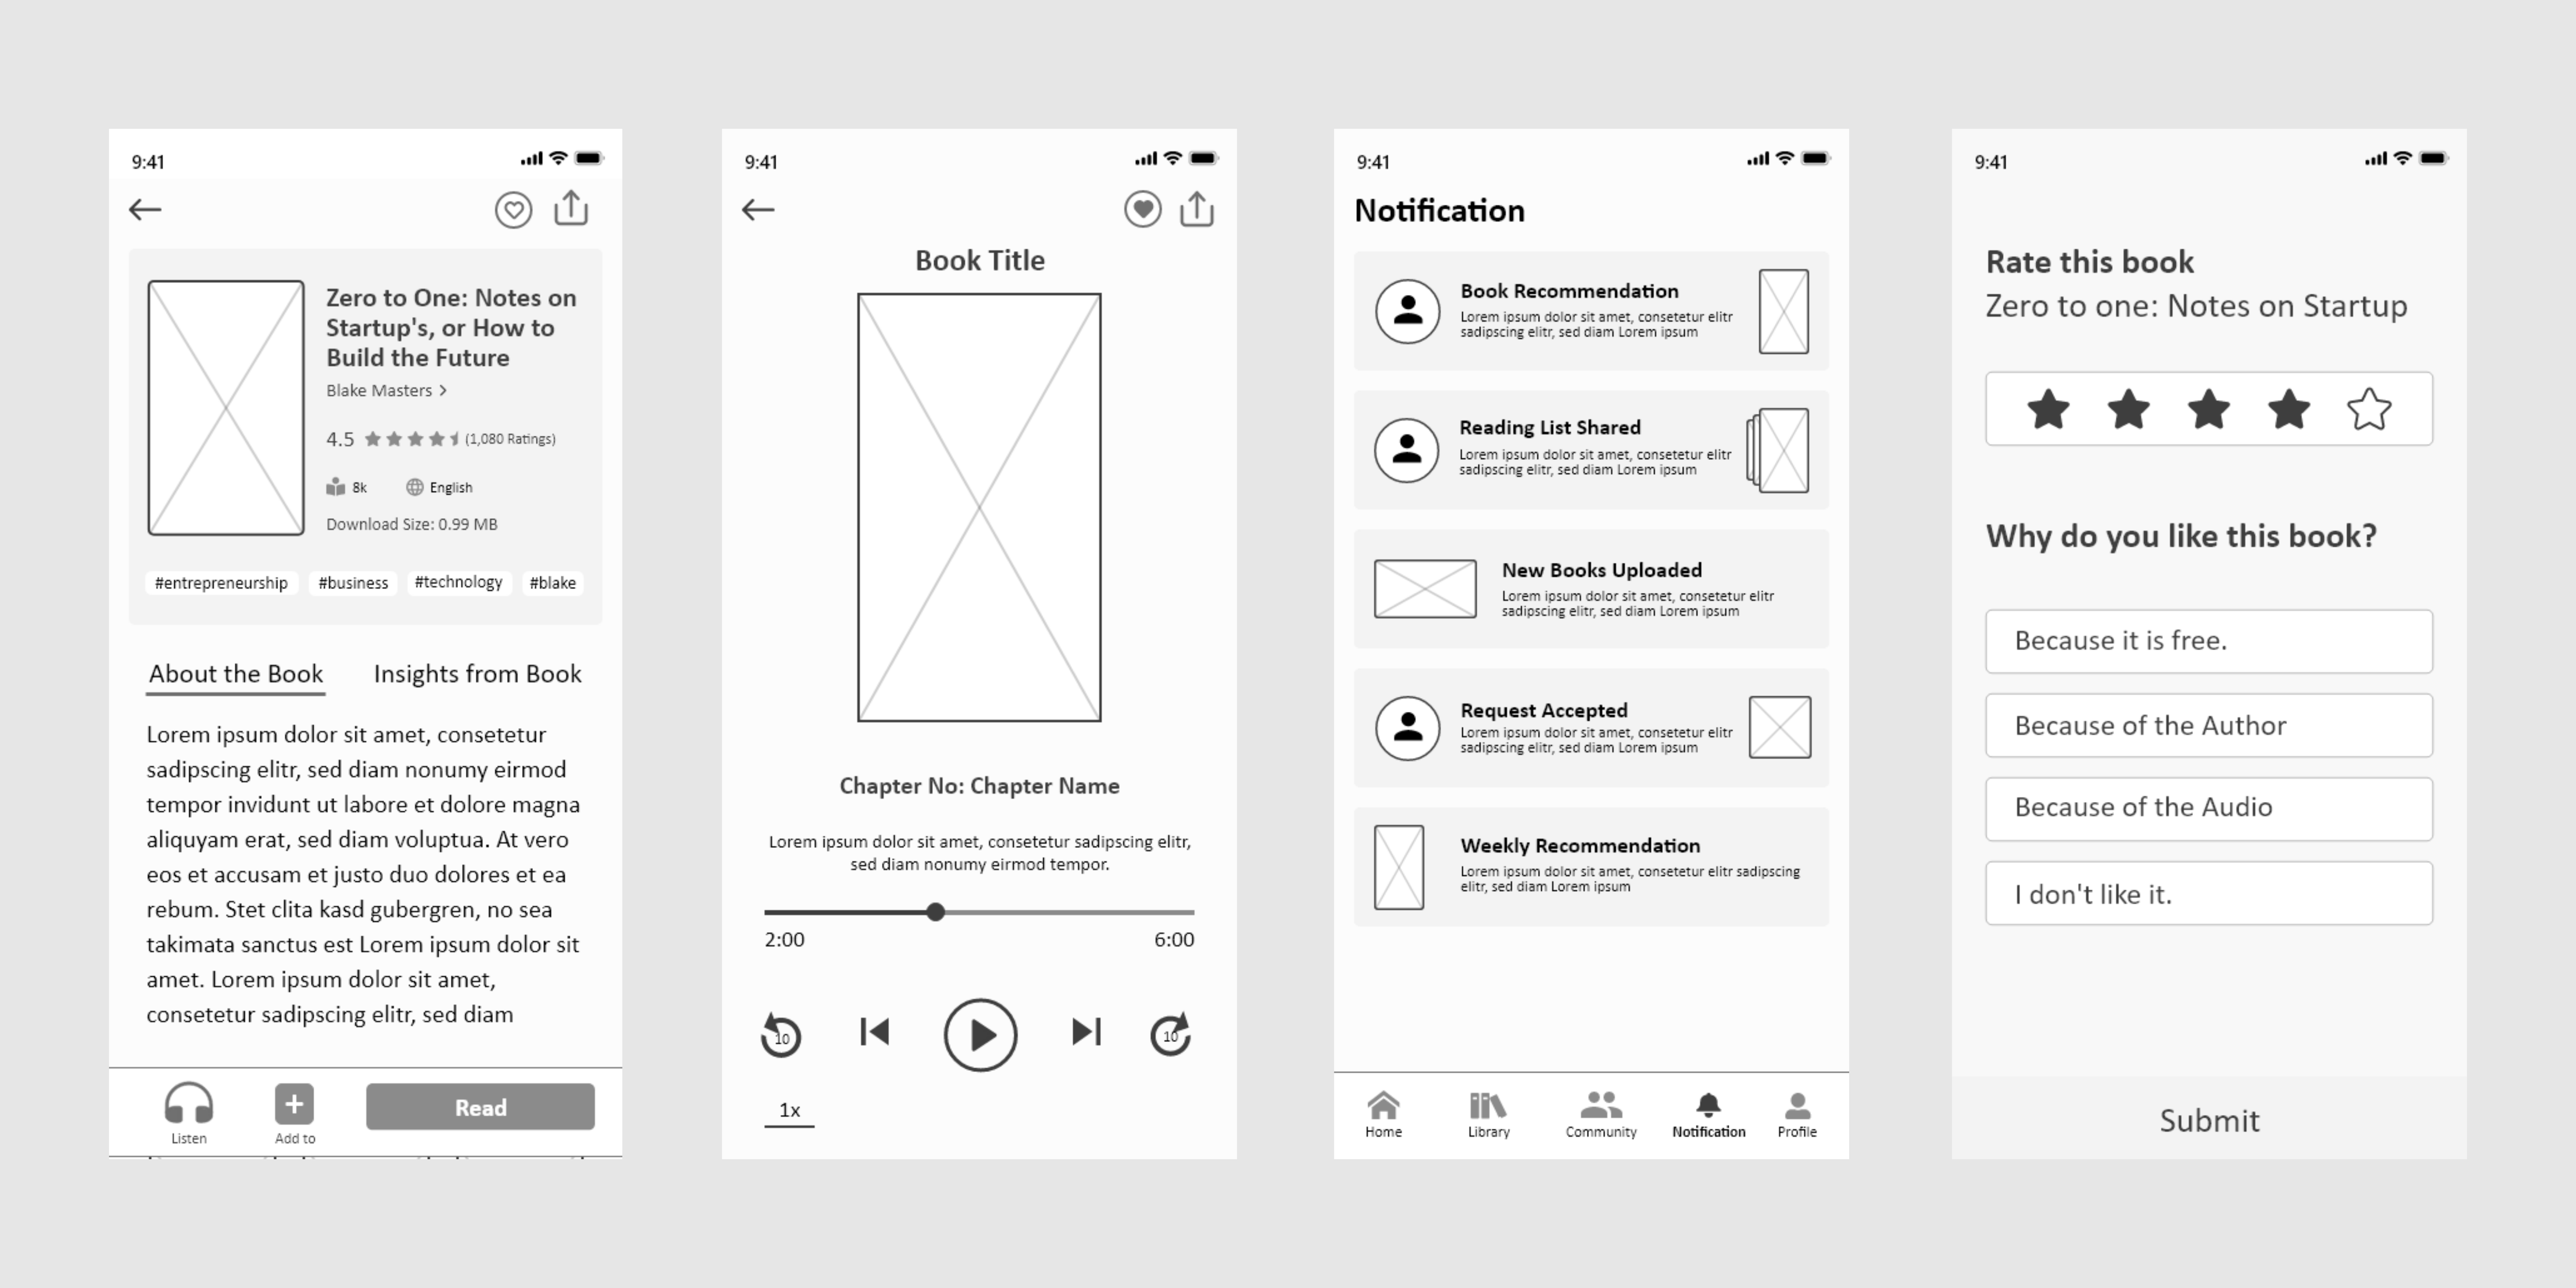 9:41
Zero to One: Notes on
Startup's, or How to
Build the Future
Blake Masters >
4.5 (1,080 Ratings)
8k English
Download Size: 0.99 MB
#entrepreneurship #business #technology #blake
About the Book Insights from Book
Lorem ipsum dolor sit amet, consetetur
sadipscing elitr, sed diam nonumy eirmod
tempor invidunt ut labore et dolore magna
aliquyam erat, sed diam voluptua. At vero
eos et accusam et justo duo dolores et ea
rebum. Stet clita kasd gubergren, no sea
takimata sanctus est Lorem ipsum dolor sit
amet. Lorem ipsum dolor sit amet,
consetetur sadipscing elitr, sed diam
Listen
Add to
Read
9:41
Book Title
Chapter No: Chapter Name
Lorem ipsum dolor sit amet, consetetur sadipscing elitr,
sed diam nonumy eirmod tempor.
2:00 6:00
10 10
1x
9:41
Notification
Book Recommendation
Lorem ipsum dolor sit amet, consetetur elitr
sadipscing elitr, sed diam Lorem ipsum
Reading List Shared
Lorem ipsum dolor sit amet, consetetur elitr
sadipscing elitr, sed diam Lorem ipsum
New Books Uploaded
Lorem ipsum dolor sit amet, consetetur elitr
sadipscing elitr, sed diam Lorem ipsum
Request Accepted
Lorem ipsum dolor sit amet, consetetur elitr
sadipscing elitr, sed diam Lorem ipsum
Weekly Recommendation
Lorem ipsum dolor sit amet, consetetur elitr sadipscing
elitr, sed diam Lorem ipsum
Home Library Community Notification Profile
9:41
Rate this book
Zero to one: Notes on Startup
Why do you like this book?
Because it is free.
Because of the Author
Because of the Audio
I don't like it.
Submit